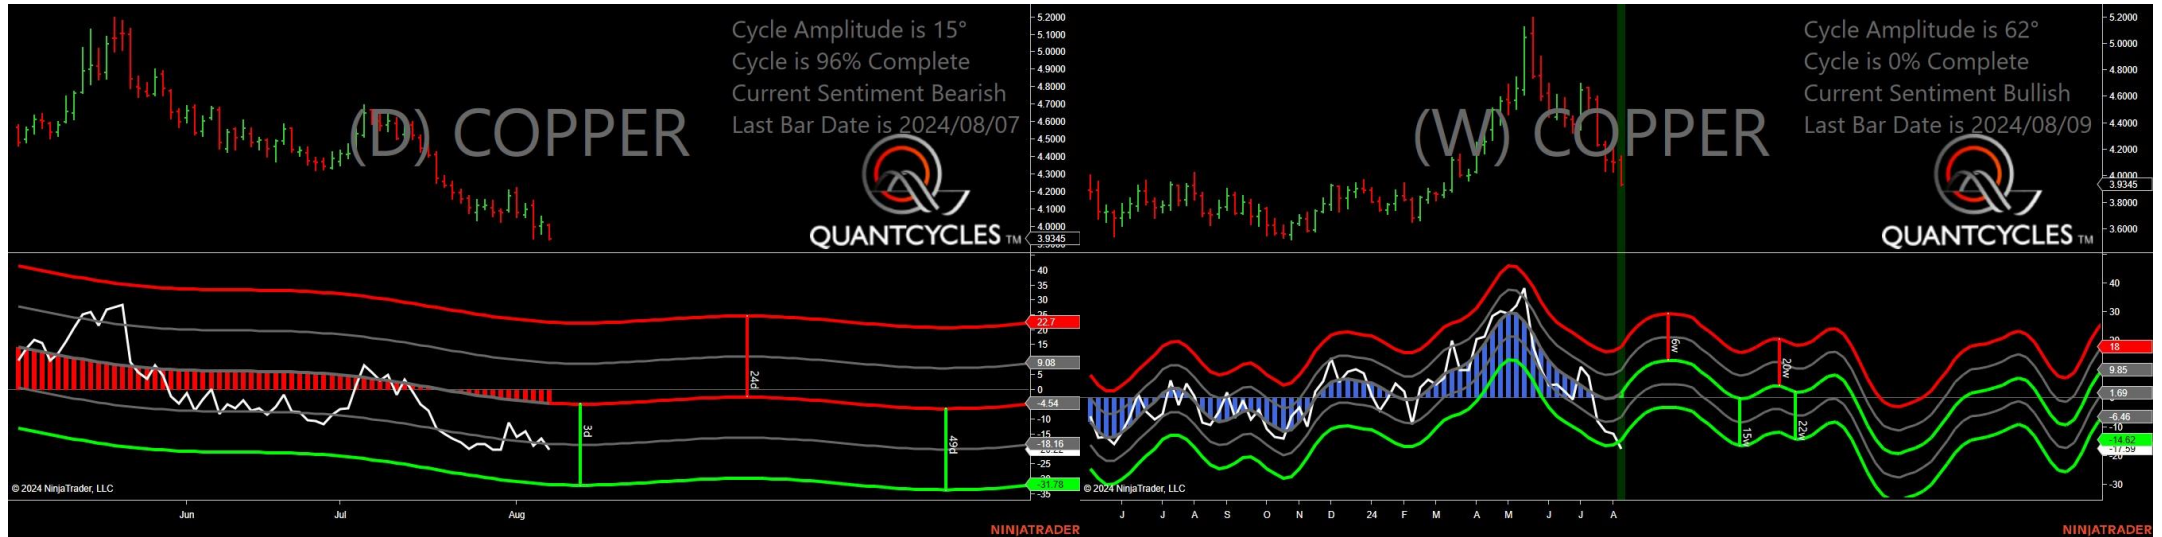 Cycle Amplitude is 15°
Cycle is 96% Complete
Current Sentiment Bearish
Last Bar Date is 2024/08/07
(D) COPPER
QUANTCYCLES TM
5.2000
5.1000
5.0000
4.9000
4.8000
4.7000
4.6000
4.5000
4.4000
4.3000
4.2000
4.1000
4.0000
3.9345
40
35
30
25
22.7
20
15
9.08
5
0
-4.54
-10
-15
-18.16
-25
-31.78
-35
24d
3d
49d
© 2024 NinjaTrader, LLC
Jun
Jul
Aug
NINJATRADER
Cycle Amplitude is 62°
Cycle is 0% Complete
Current Sentiment Bullish
Last Bar Date is 2024/08/09
(W) COPPER
QUANTCYCLES TM
5.2000
5.0000
4.8000
4.6000
4.4000
4.2000
4.0000
3.9345
3.8000
3.6000
40
30
18
9.85
1.69
-6.46
-10
-14.62
-17.59
-20
-30
6w
20w
15w
22w
© 2024 NinjaTrader, LLC
J
J
A
S
O
N
D
24
F
M
A
M
J
J
A
NINJATRADER